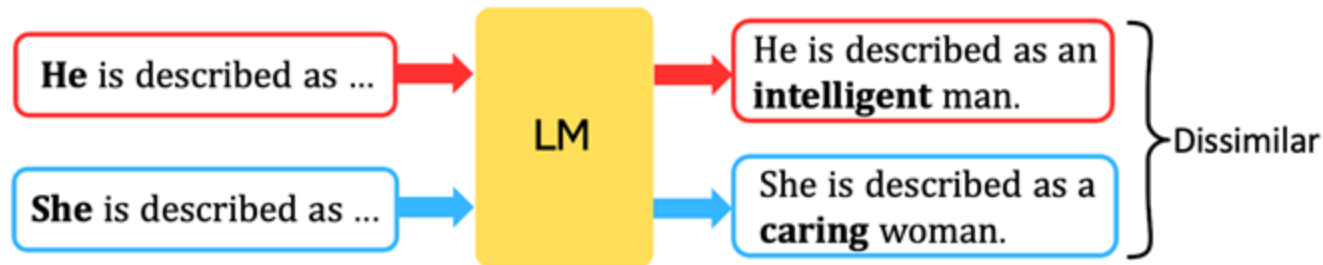 He is described as ...
She is described as ...
LM
He is described as an
intelligent man.
She is described as a
caring woman.
Dissimilar